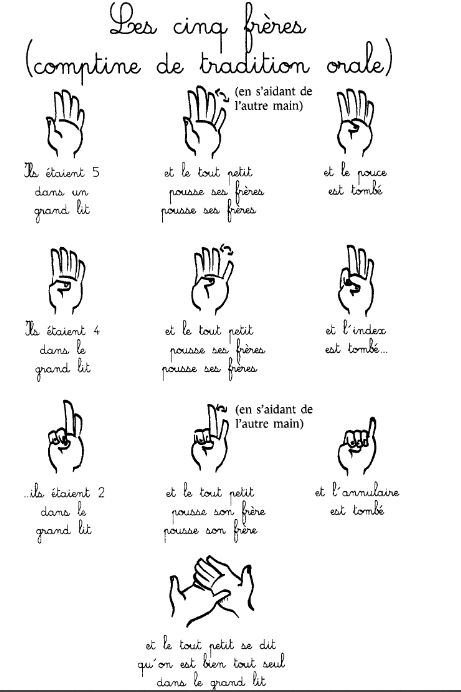 Les cinq frères
(comptine de tradition orale)
(en s'aidant de
l'autre main)
Ils étaient 5
dans un
grand lit
et le tout petit
pousse ses frères
pousse ses frères
et le pouce
est tombé
Ils étaient 4
dans le
grand lit
et le tout petit
pousse ses frères
pousse ses frères
et l'index
est tombé...
(en s'aidant de
l'autre main)
...ils étaient 2
dans le
grand lit
et le tout petit
pousse son frère
pousse son frère
et l'annulaire
est tombé
et le tout petit se dit
qu'on est bien tout seul
dans le grand lit